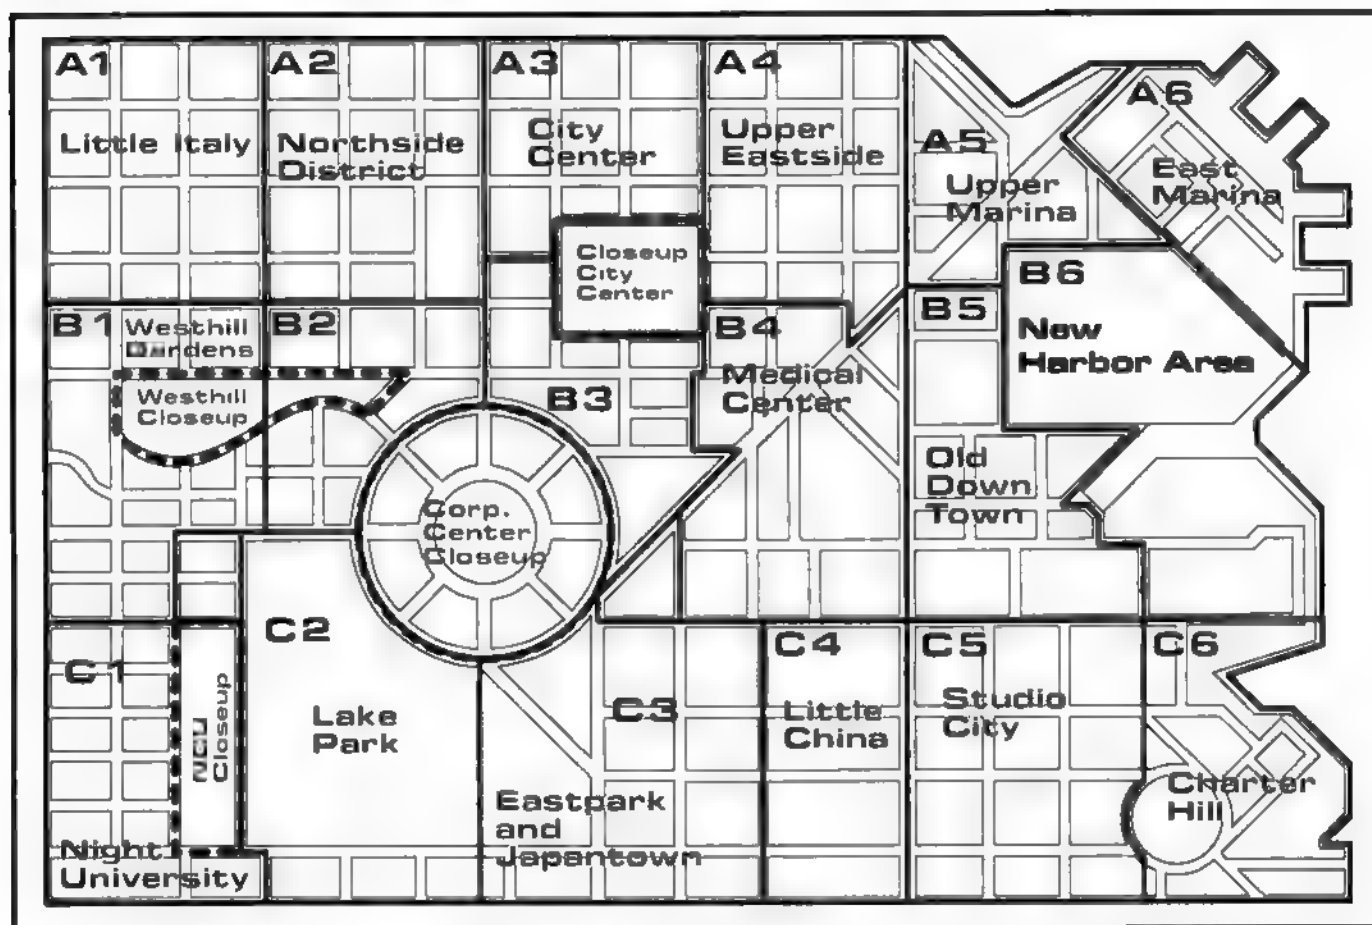 A1
Little Italy
A2
Northside
District
A3
City
Center
A4
Upper
Eastside
A5
Upper
Marina
A6
East
Marina
Closeup
City
Center
B1
Westhill
Gardens
Westhill
Closeup
B2
B3
B4
Medical
Center
B5
Old
Down
Town
B6
New
Harbor Area
Corp.
Center
Closeup
C1
Night
University
NCU
Closeup
C2
Lake
Park
C3
Eastpark
and
Japantown
C4
Little
China
C5
Studio
City
C6
Charter
Hill